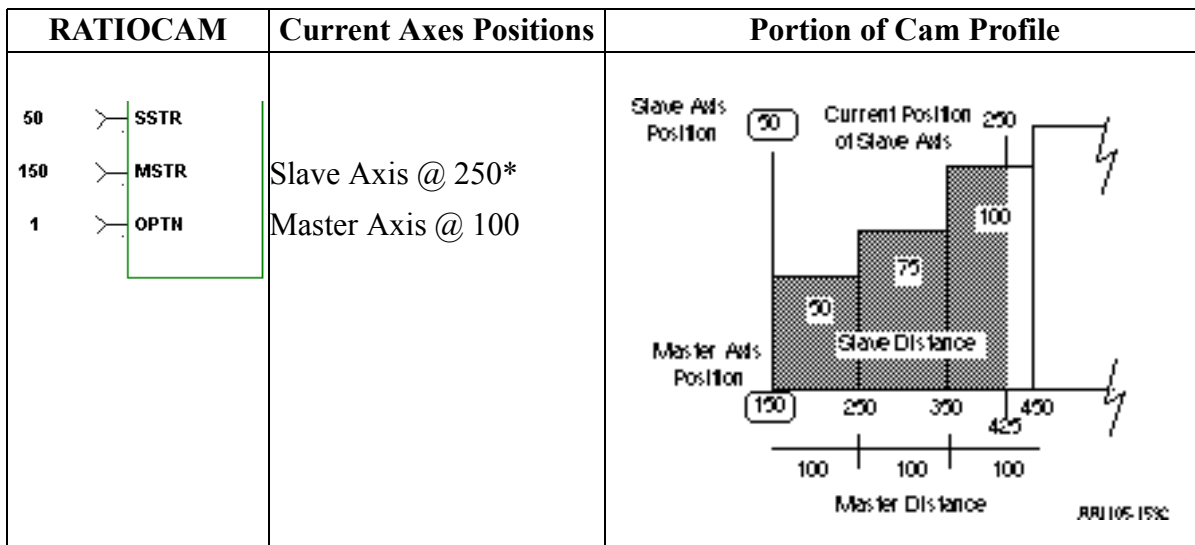 RATIOCAM
Current Axes Positions
Portion of Cam Profile
50 SSTR
150 MSTR
1 OPTN
Slave Axis @ 250*
Master Axis @ 100
Slave Axis
Position
50
Current Position
of Slave Axis
250
100
75
50
Slave Distance
Master Axis
Position
150
250
350
425
450
100
100
100
Master Distance